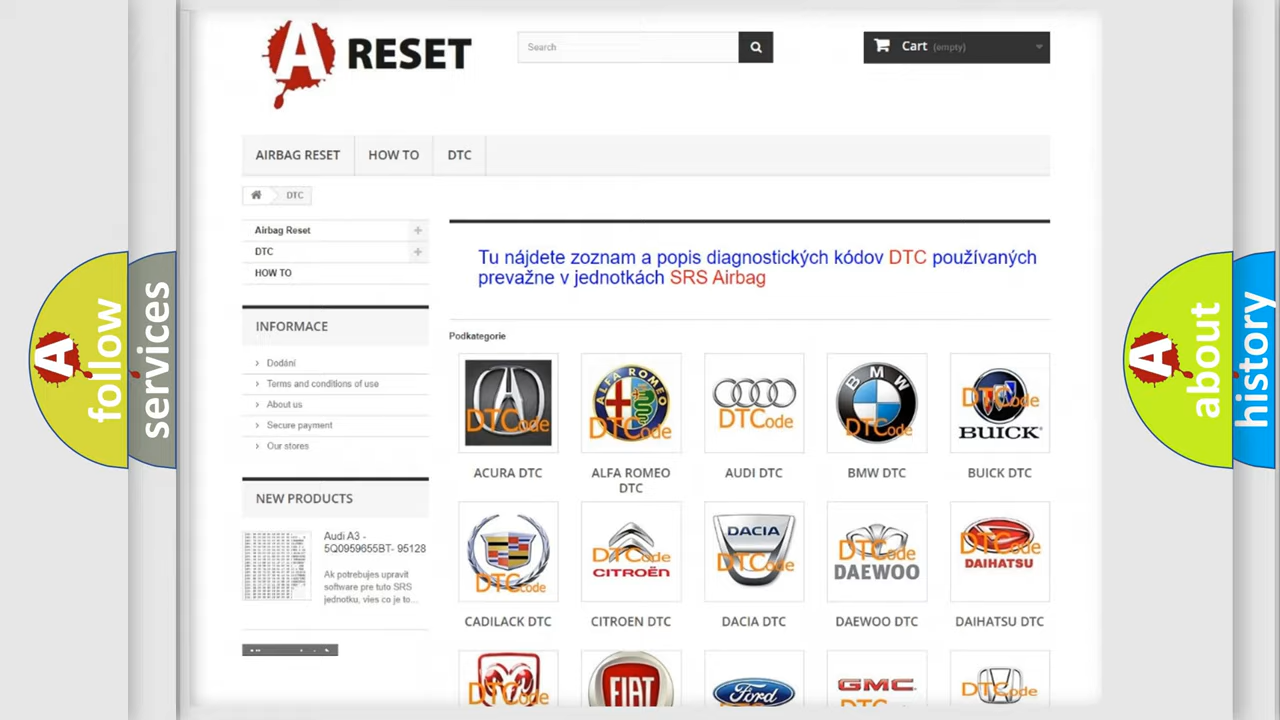 A RESET
Search
Cart (empty)
AIRBAG RESET
HOW TO
DTC
DTC
Airbag Reset
DTC
HOW TO
INFORMACE
Dodání
Terms and conditions of use
About us
Secure payment
Our stores
NEW PRODUCTS
Audi A3 -
5Q0959655BT- 95128
Ak potrebujes upravit
software pre tuto SRS
jednotku, vies co je to...
Tu nájdete zoznam a popis diagnostických kódov DTC používaných
prevažne v jednotkách SRS Airbag
Podkategorie
DTCode
ALFA ROMEO
DTCode
DTCode
BMW
DTCode
DTCode
BUICK
ACURA DTC
ALFA ROMEO
DTC
AUDI DTC
BMW DTC
BUICK DTC
DTCode
DTCode
CITROËN
DACIA
DTCode
DTCode
DAEWOO
DTCode
DAIHATSU
CADILACK DTC
CITROEN DTC
DACIA DTC
DAEWOO DTC
DAIHATSU DTC
DTCode
FIAT
Ford
GMC
DTCode
A follow
services
A about
history